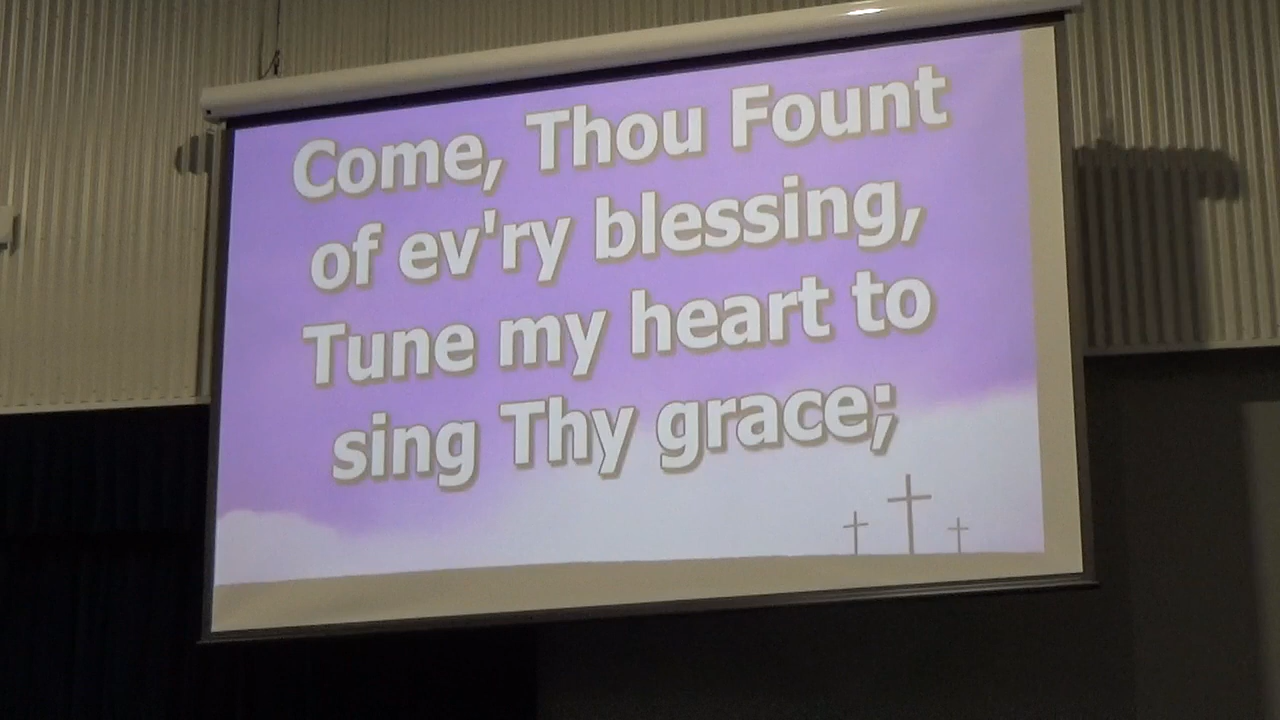 Come, Thou Fount
of ev'ry blessing,
Tune my heart to
sing Thy grace;